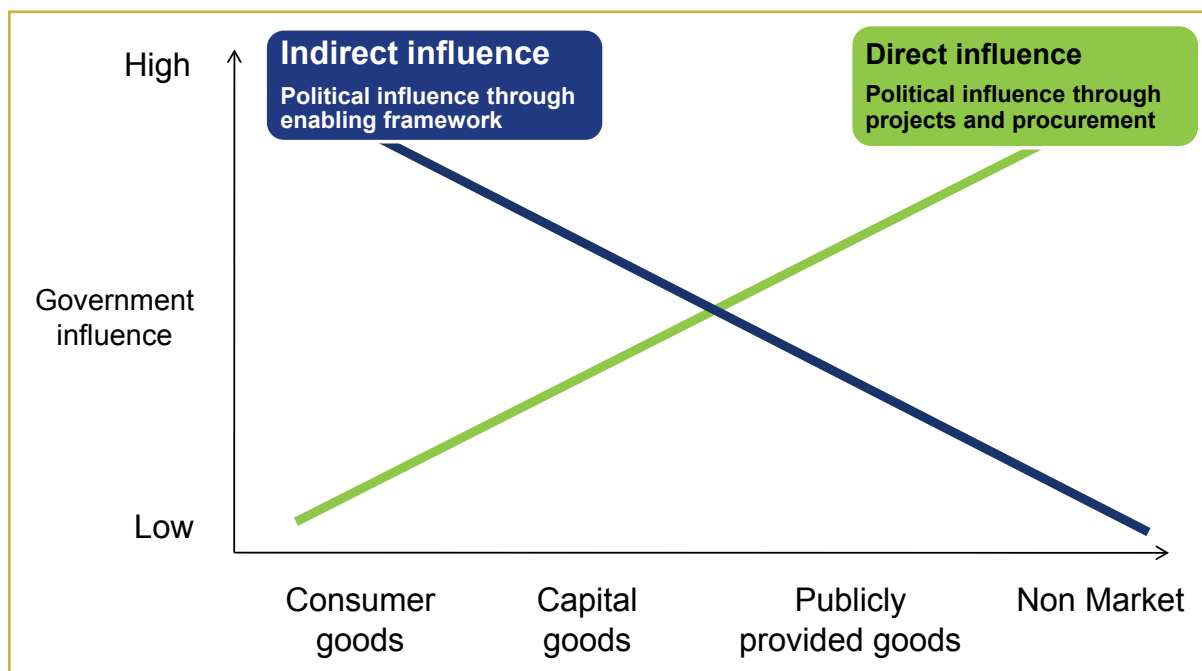 High
Indirect influence
Political influence through
enabling framework
Direct influence
Political influence through
projects and procurement
Government
influence
Low
Consumer
goods
Capital
goods
Publicly
provided goods
Non Market